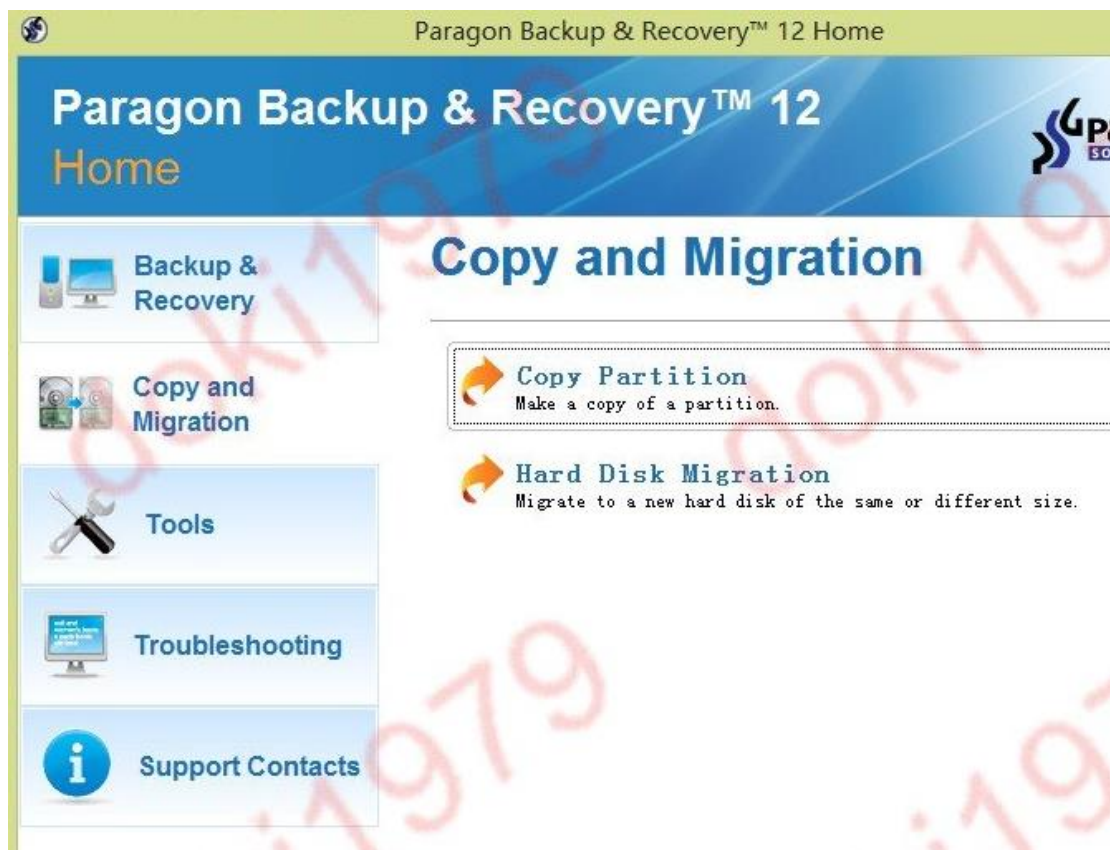 Paragon Backup & Recovery™ 12 Home
Paragon Backup & Recovery™ 12
Home
Backup &
Recovery
Copy and
Migration
Tools
Troubleshooting
Support Contacts
Copy and Migration
Copy Partition
Make a copy of a partition.
Hard Disk Migration
Migrate to a new hard disk of the same or different size.
doki1979